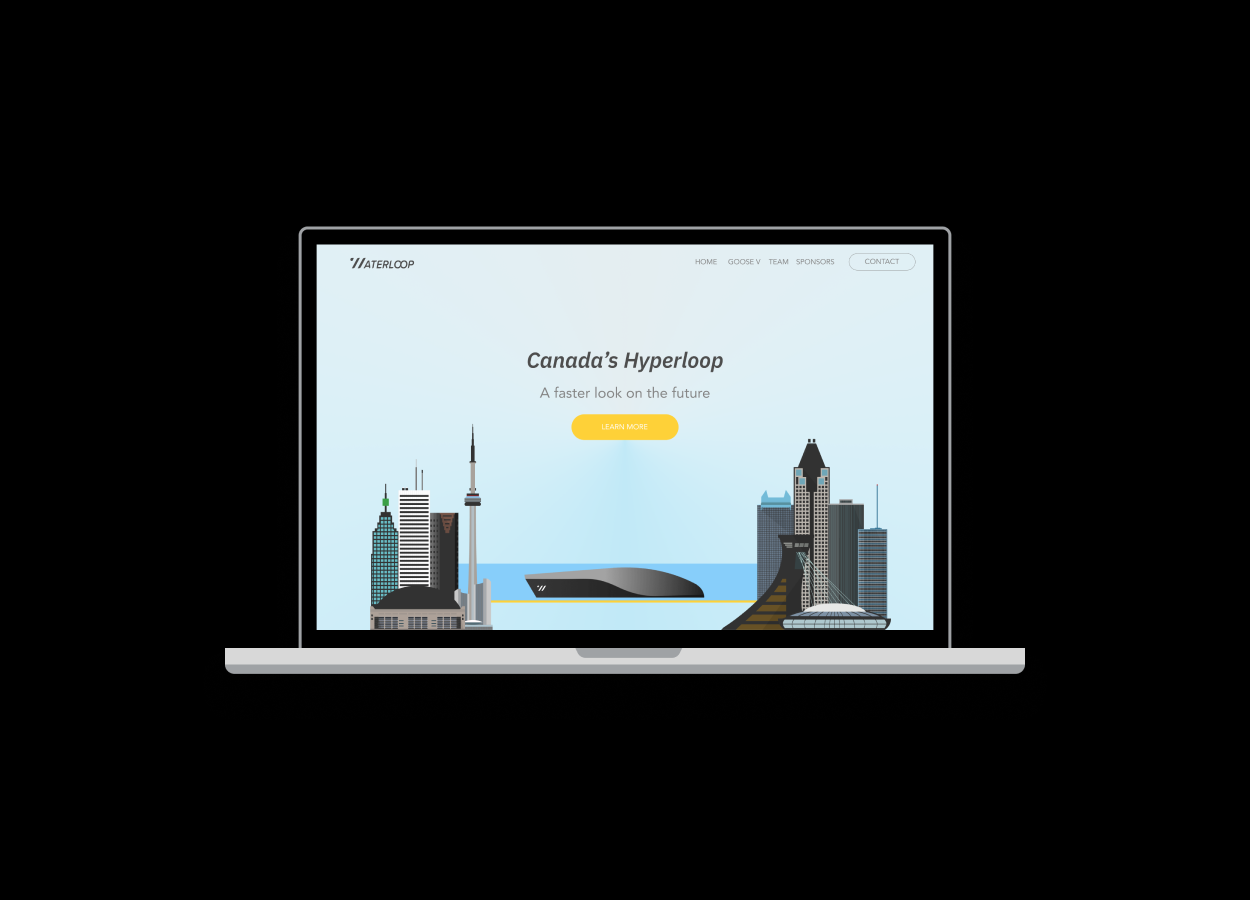 WATERLOOP
HOME GOOSE V TEAM SPONSORS CONTACT
Canada’s Hyperloop
A faster look on the future
LEARN MORE